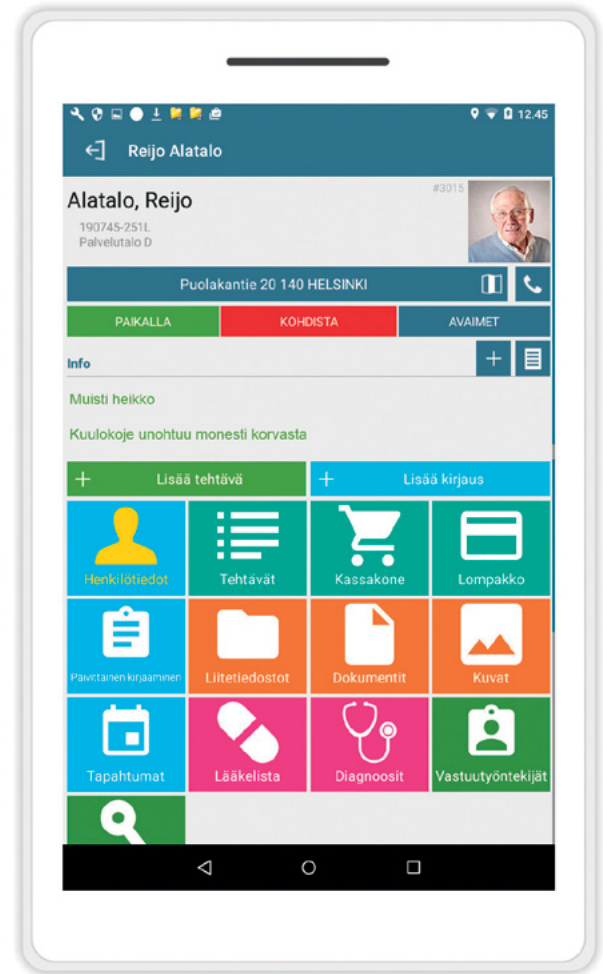 12.45
Reijo Alatalo
Alatalo, Reijo
#3015
190745-251L
Palvelutalo D
Puolakantie 20 140 HELSINKI
PAIKALLA KOHDISTA AVAIMET
Info
Muisti heikko
Kuulokoje unohtuu monesti korvasta
+ Lisää tehtävä + Lisää kirjaus
Henkilötiedot Tehtävät Kassakone Lompakko
Päivittäinen kirjaaminen Liitetiedostot Dokumentit Kuvat
Tapahtumat Lääkelista Diagnoosit Vastuutyöntekijät